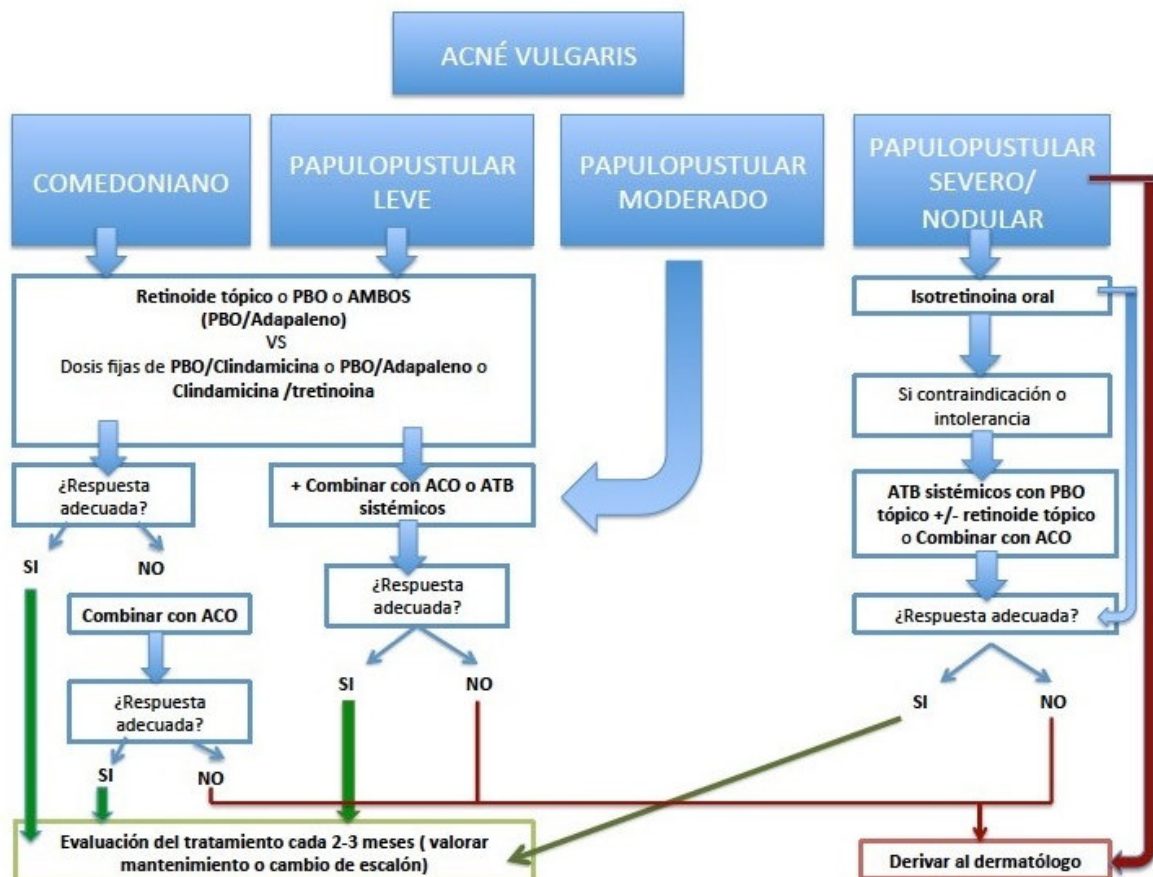 ACNÉ VULGARIS
COMEDONIANO
PAPULOPUSTULAR
LEVE
PAPULOPUSTULAR
MODERADO
PAPULOPUSTULAR
SEVERO/
NODULAR
Retinoide tópico o PBO o AMBOS
(PBO/Adapaleno)
VS
Dosis fijas de PBO/Clindamicina o PBO/Adapaleno o
Clindamicina /tretinoina
Isotretinoina oral
Si contraindicación o
intolerancia
¿Respuesta
adecuada?
+ Combinar con ACO o ATB
sistémicos
ATB sistémicos con PBO
tópico +/- retinoide tópico
o Combinar con ACO
SI
NO
¿Respuesta
adecuada?
¿Respuesta adecuada?
Combinar con ACO
¿Respuesta
adecuada?
SI
NO
SI
NO
SI
NO
Evaluación del tratamiento cada 2-3 meses ( valorar
mantenimiento o cambio de escalón)
Derivar al dermatólogo